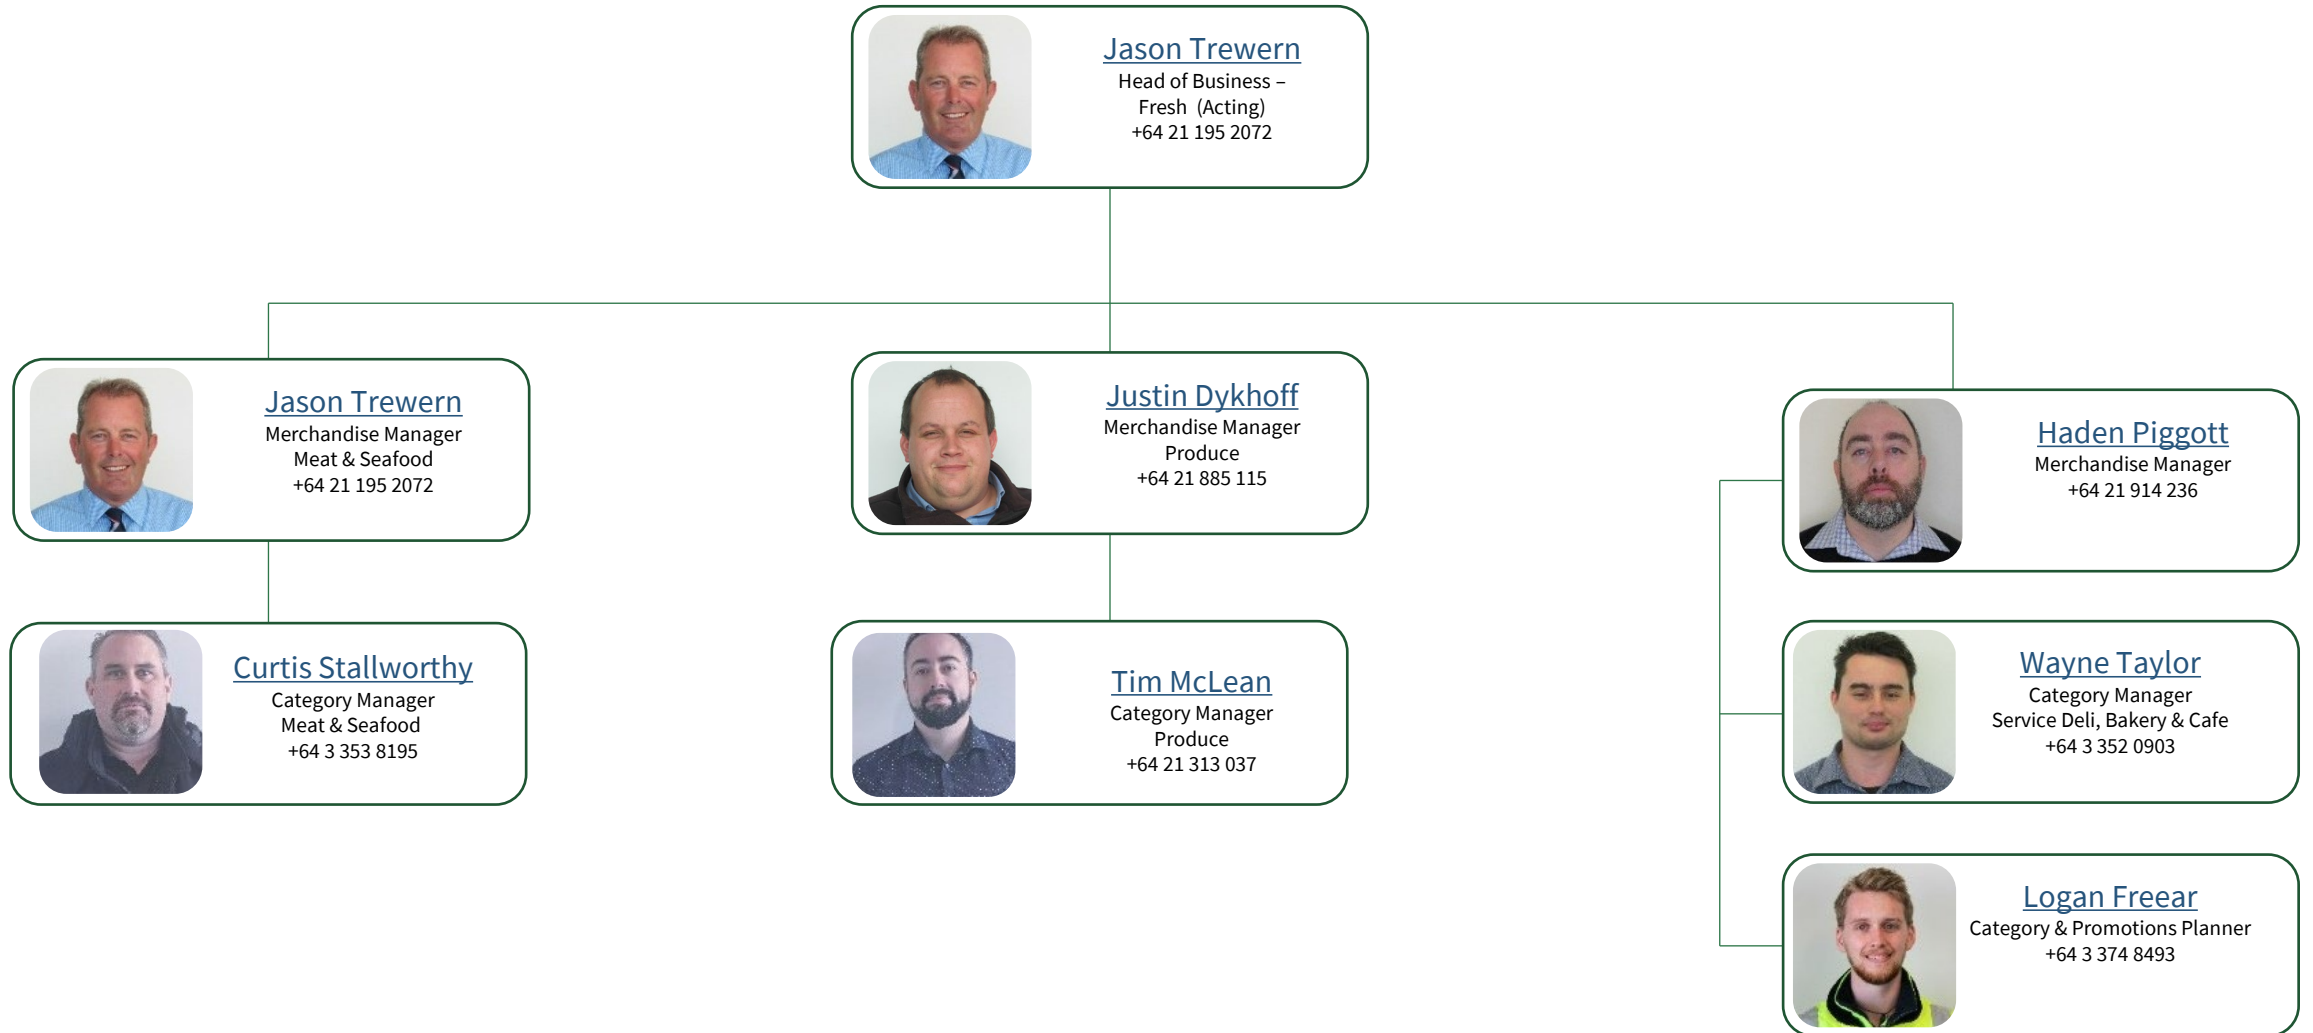 Jason Trewern
Head of Business –
Fresh  (Acting)
+64 21 195 2072
Jason Trewern
Merchandise Manager
Meat & Seafood
+64 21 195 2072
Justin Dykhoff
Merchandise Manager
Produce
+64 21 885 115
Haden Piggott
Merchandise Manager
+64 21 914 236
Curtis Stallworthy
Category Manager
Meat & Seafood
+64 3 353 8195
Tim McLean
Category Manager
Produce
+64 21 313 037
Wayne Taylor
Category Manager
Service Deli, Bakery & Cafe
+64 3 352 0903
Logan Freear
Category & Promotions Planner
+64 3 374 8493